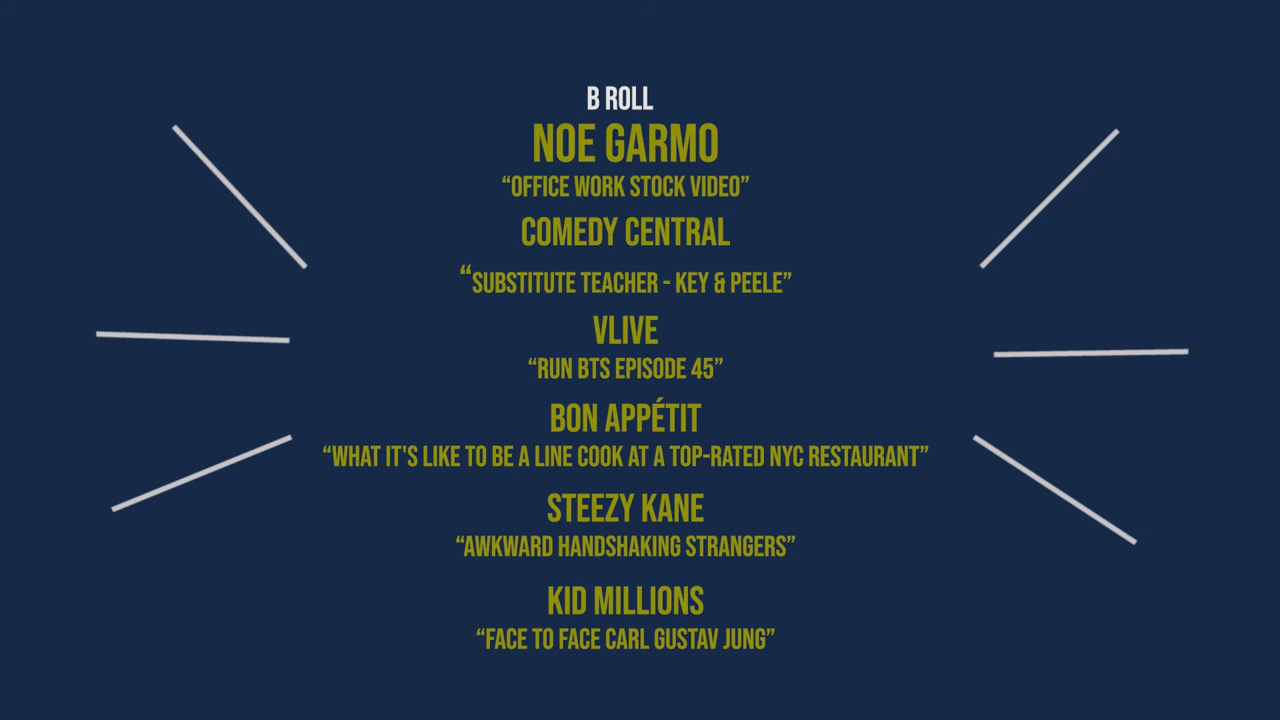 B ROLL
NOE GARMO
“OFFICE WORK STOCK VIDEO”
COMEDY CENTRAL
“SUBSTITUTE TEACHER - KEY & PEELE”
VLIVE
“RUN BTS EPISODE 45”
BON APPÉTIT
“WHAT IT'S LIKE TO BE A LINE COOK AT A TOP-RATED NYC RESTAURANT”
STEEZY KANE
“AWKWARD HANDSHAKING STRANGERS”
KID MILLIONS
“FACE TO FACE CARL GUSTAV JUNG”